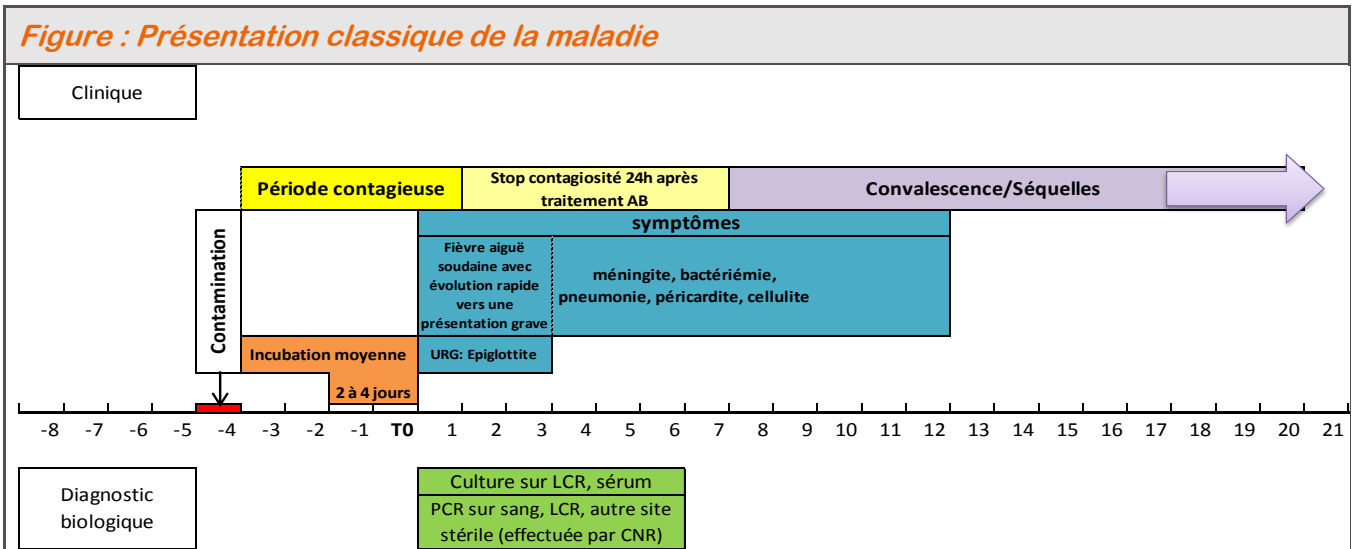 Figure : Présentation classique de la maladie
Clinique
Période contagieuse
Stop contagiosité 24h après
traitement AB
Convalescence/Séquelles
Contamination
symptômes
Fièvre aiguë
soudaine avec
évolution rapide
vers une
présentation grave
méningite, bactériémie,
pneumonie, péricardite, cellulite
Incubation moyenne
2 à 4 jours
URG: Epiglottite
-8 -7 -6 -5 -4 -3 -2 -1 T0 1 2 3 4 5 6 7 8 9 10 11 12 13 14 15 16 17 18 19 20 21
Diagnostic
biologique
Culture sur LCR, sérum
PCR sur sang, LCR, autre site
stérile (effectuée par CNR)